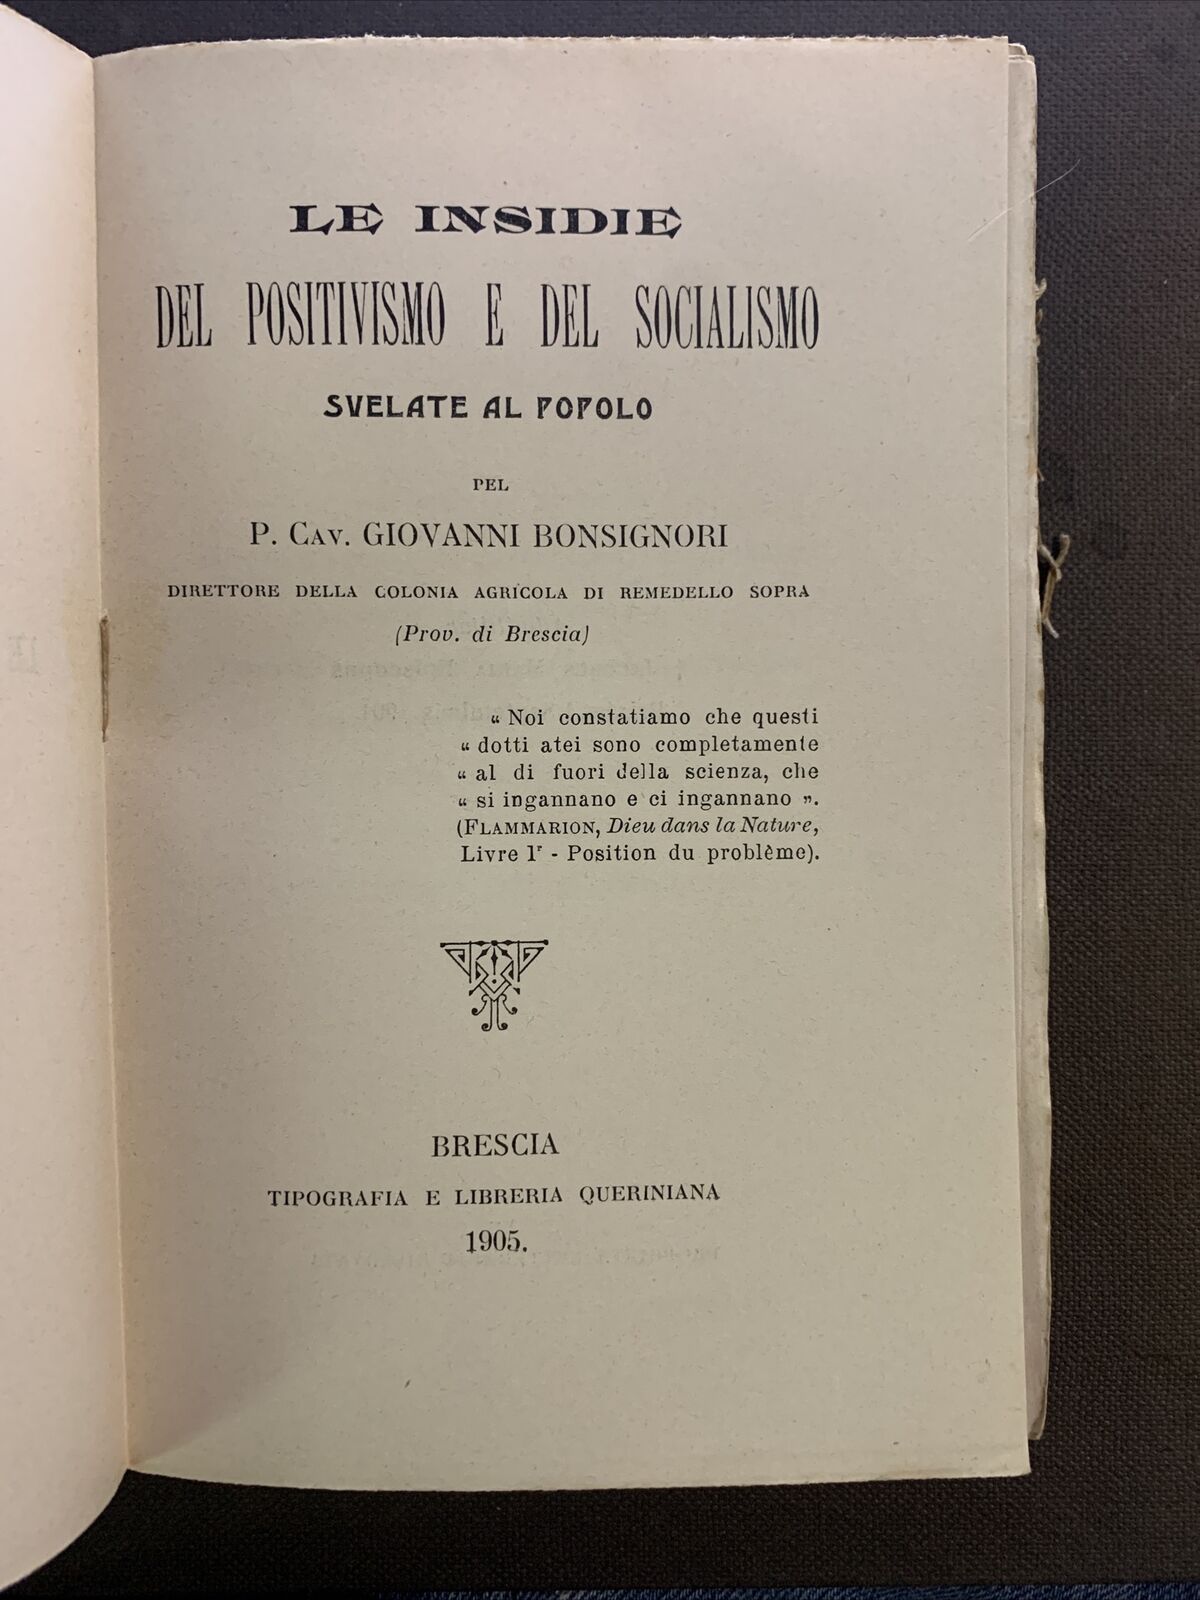 LE INSIDIE
DEL POSITIVISMO E DEL SOCIALISMO
SVELATE AL POPOLO
PEL
P. CAV. GIOVANNI BONSIGNORI
DIRETTORE DELLA COLONIA AGRICOLA DI REMEDELLO SOPRA
(Prov. di Brescia)
“ Noi constatiamo che questi
“ dotti atei sono completamente
“ al di fuori della scienza, che
“ si ingannano e ci ingannano ”.
(FLAMMARION, Dieu dans la Nature,
Livre 1r - Position du problême).
BRESCIA
TIPOGRAFIA E LIBRERIA QUERINIANA
1905.